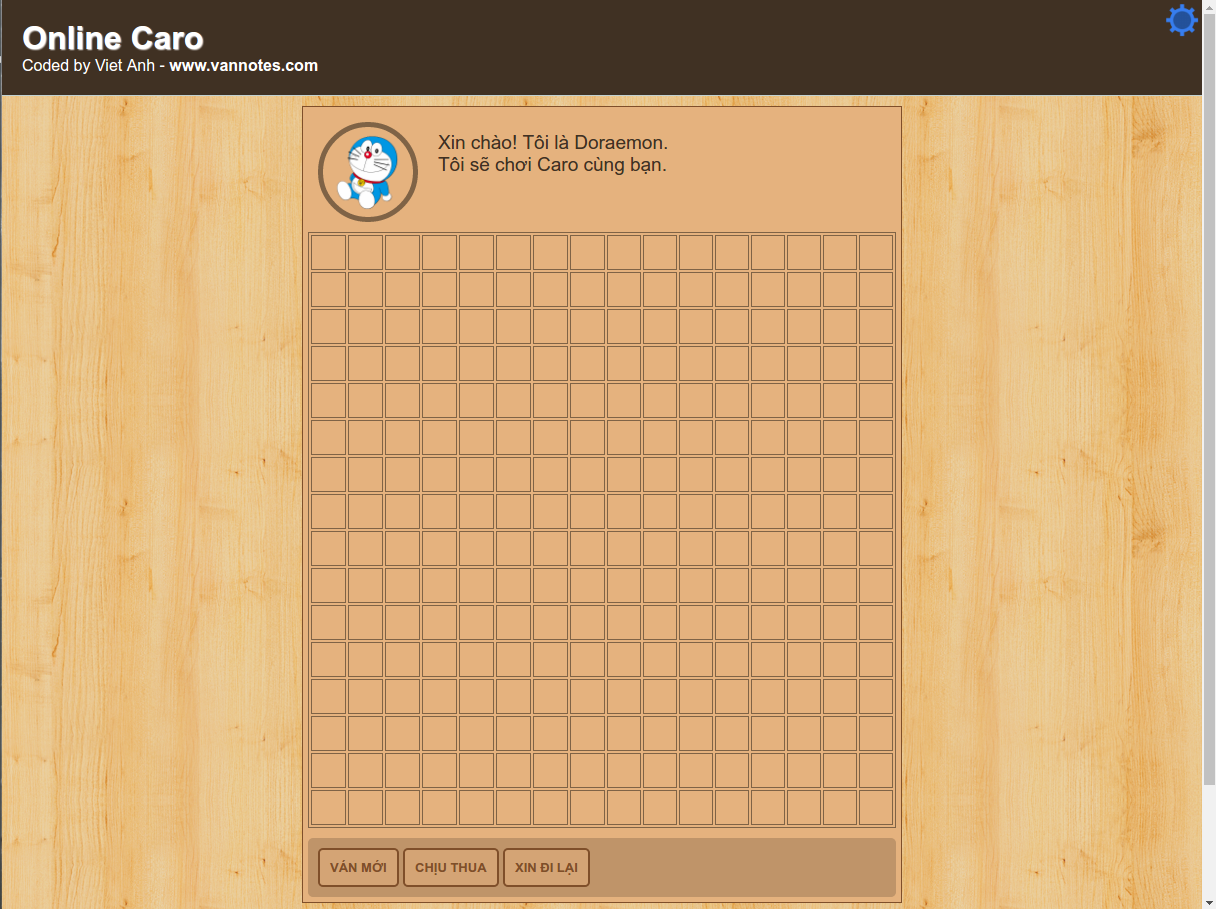 Online Caro
Coded by Viet Anh - www.vannotes.com
Xin chào! Tôi là Doraemon.
Tôi sẽ chơi Caro cùng bạn.
VÁN MỚI CHỊU THUA XIN ĐI LẠI